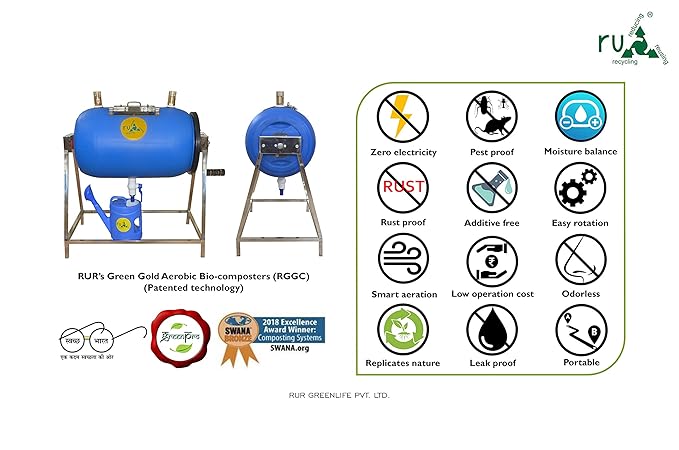 rur
reducing
reusing
recycling
®
rur
Zero electricity
Pest proof
Moisture balance
RUST
Rust proof
Additive free
Easy rotation
₹
Smart aeration
Low operation cost
Odorless
A
B
Replicates nature
Leak proof
Portable
RUR's Green Gold Aerobic Bio-composters (RGGC)
(Patented technology)
स्वच्छ भारत
एक कदम स्वच्छता की ओर
greenpro
SWANA
BRONZE
2018 Excellence
Award Winner:
Composting Systems
SWANA.org
RUR GREENLIFE PVT. LTD.